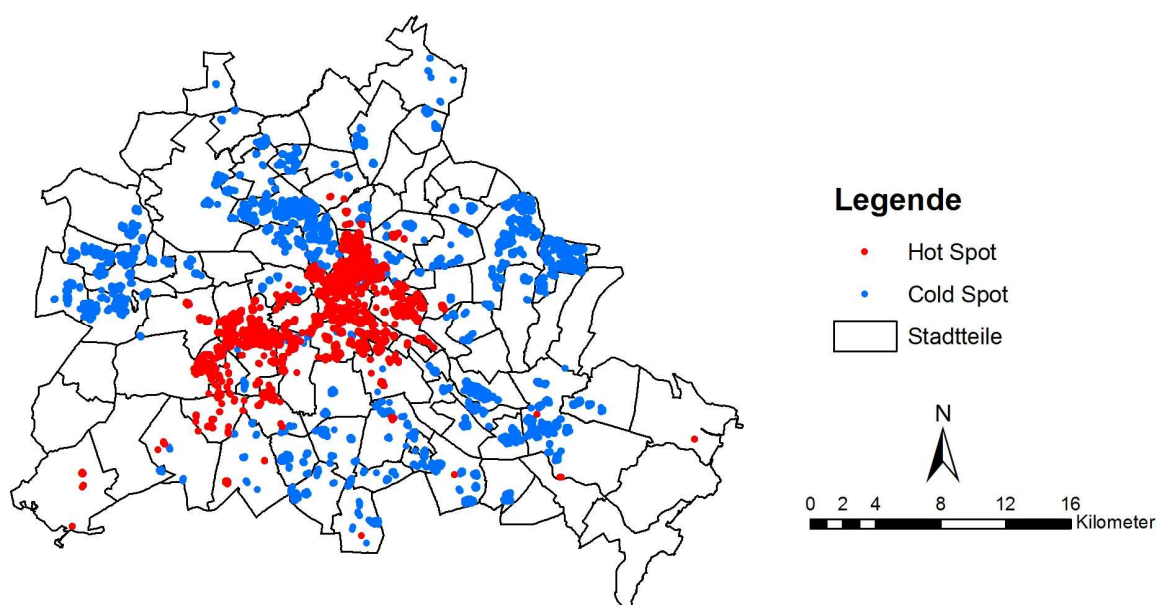 Legende
Hot Spot
Cold Spot
Stadtteile
N
0 2 4 8 12 16
Kilometer